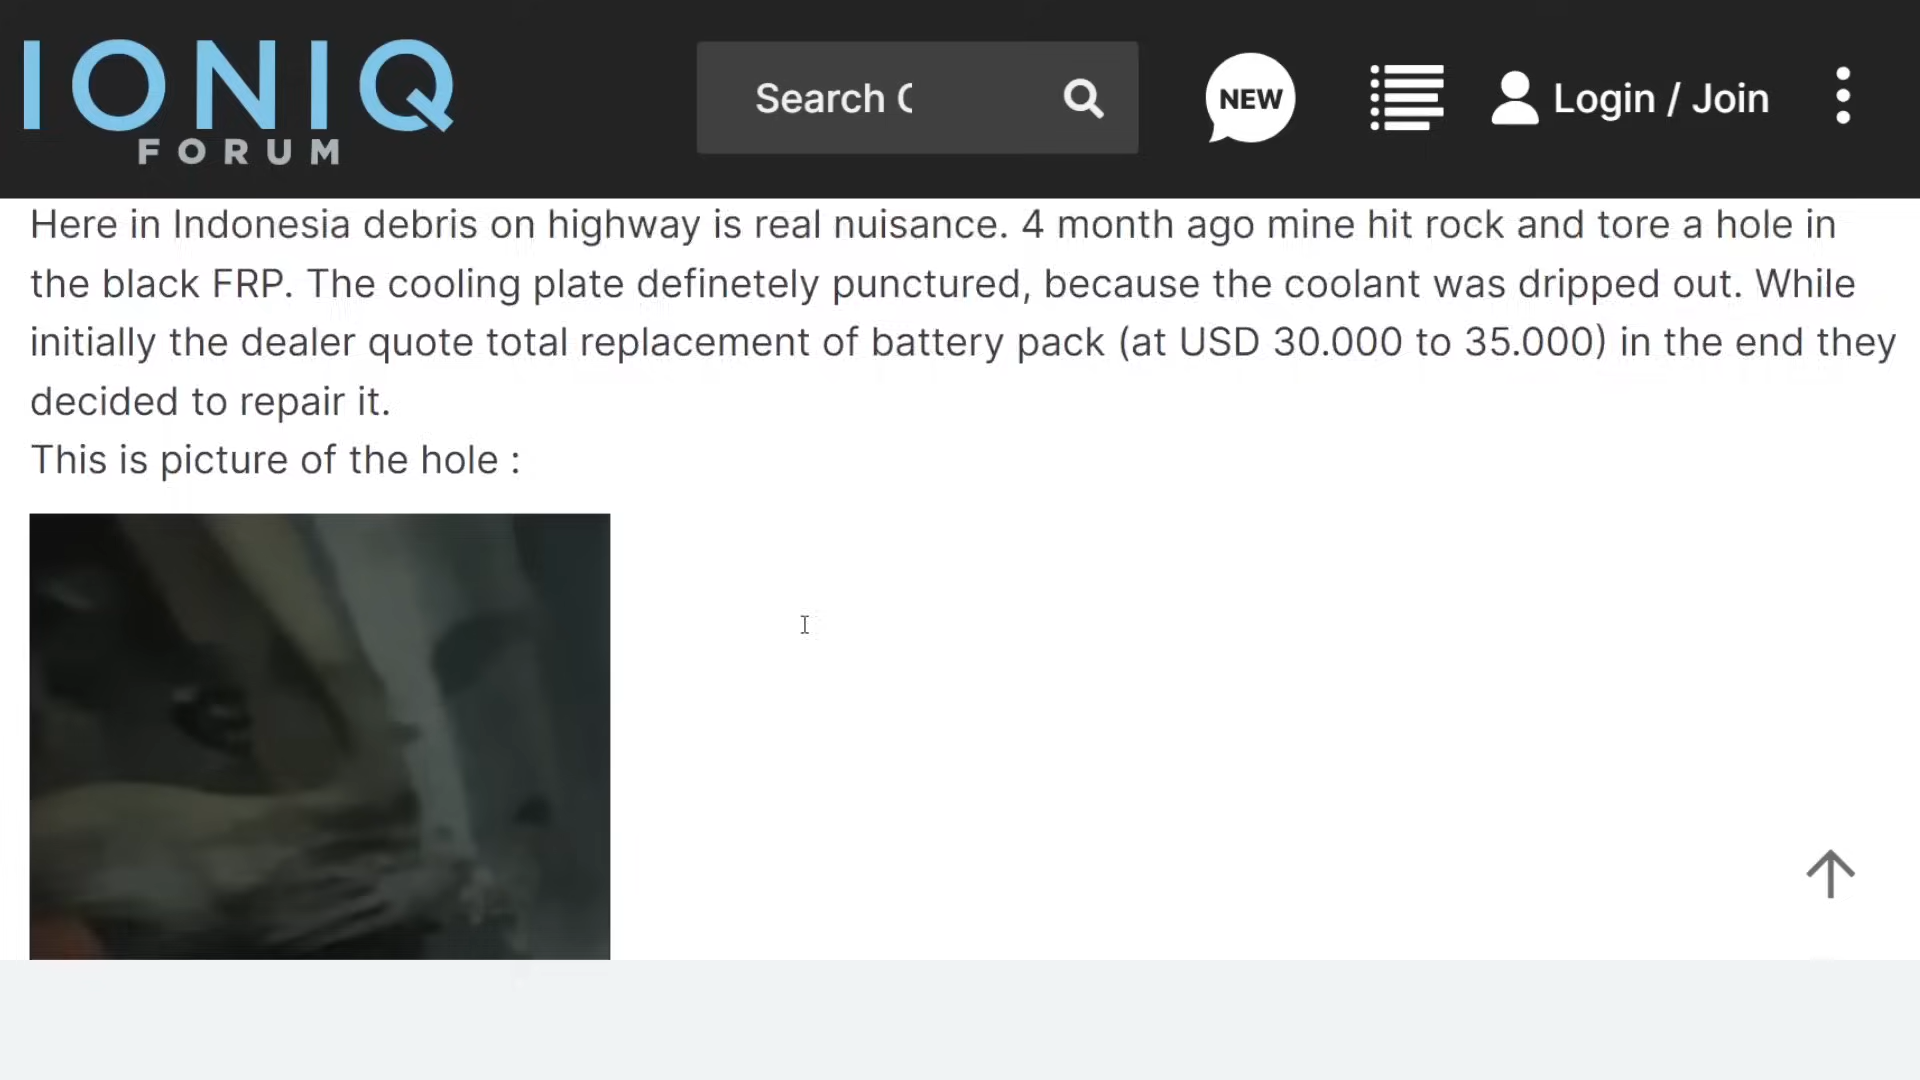 IONIQ
FORUM
Search
NEW
Login / Join
Here in Indonesia debris on highway is real nuisance. 4 month ago mine hit rock and tore a hole in
the black FRP. The cooling plate definetely punctured, because the coolant was dripped out. While
initially the dealer quote total replacement of battery pack (at USD 30.000 to 35.000) in the end they
decided to repair it.
This is picture of the hole :